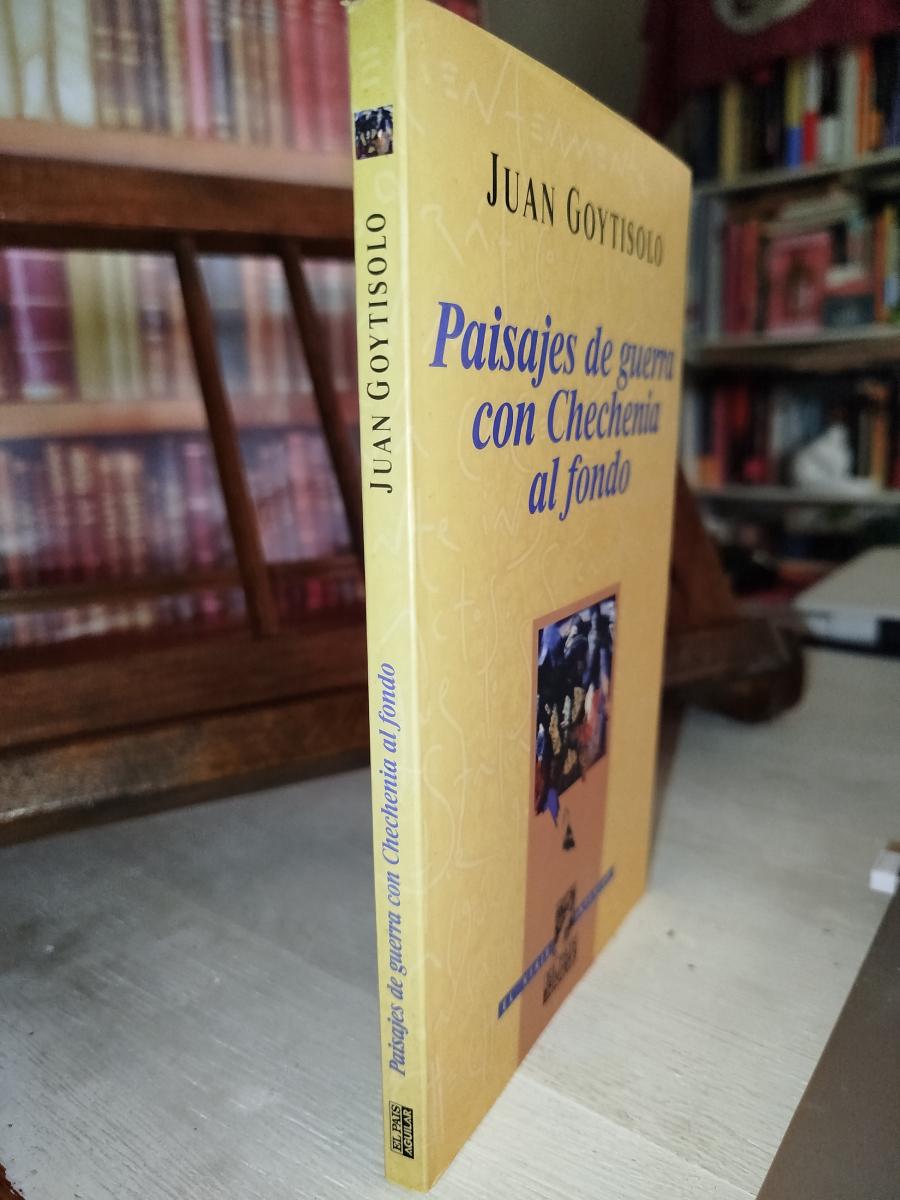 JUAN GOYTISOLO
Paisajes de guerra
con Chechenia
al fondo
JUAN GOYTISOLO
Paisajes de guerra con Chechenia al fondo
EL PAIS
AGUILAR